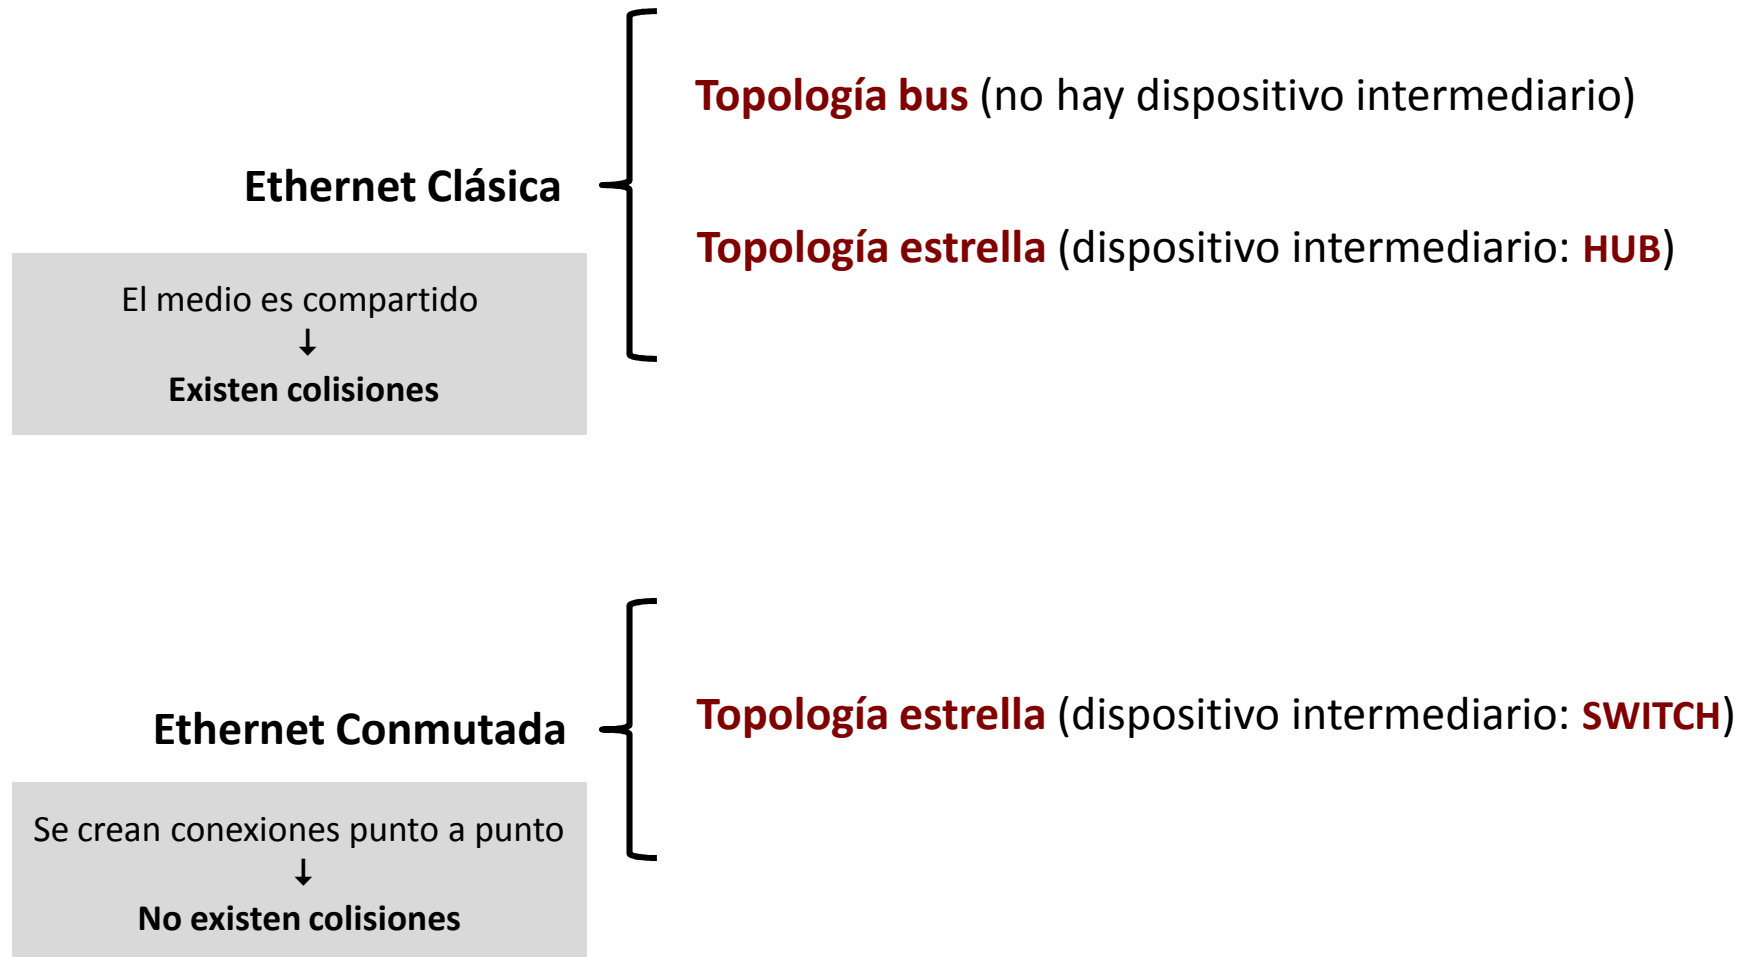 Topología bus (no hay dispositivo intermediario)
Ethernet Clásica
Topología estrella (dispositivo intermediario: HUB)
El medio es compartido
↓
Existen colisiones
Topología estrella (dispositivo intermediario: SWITCH)
Ethernet Conmutada
Se crean conexiones punto a punto
↓
No existen colisiones